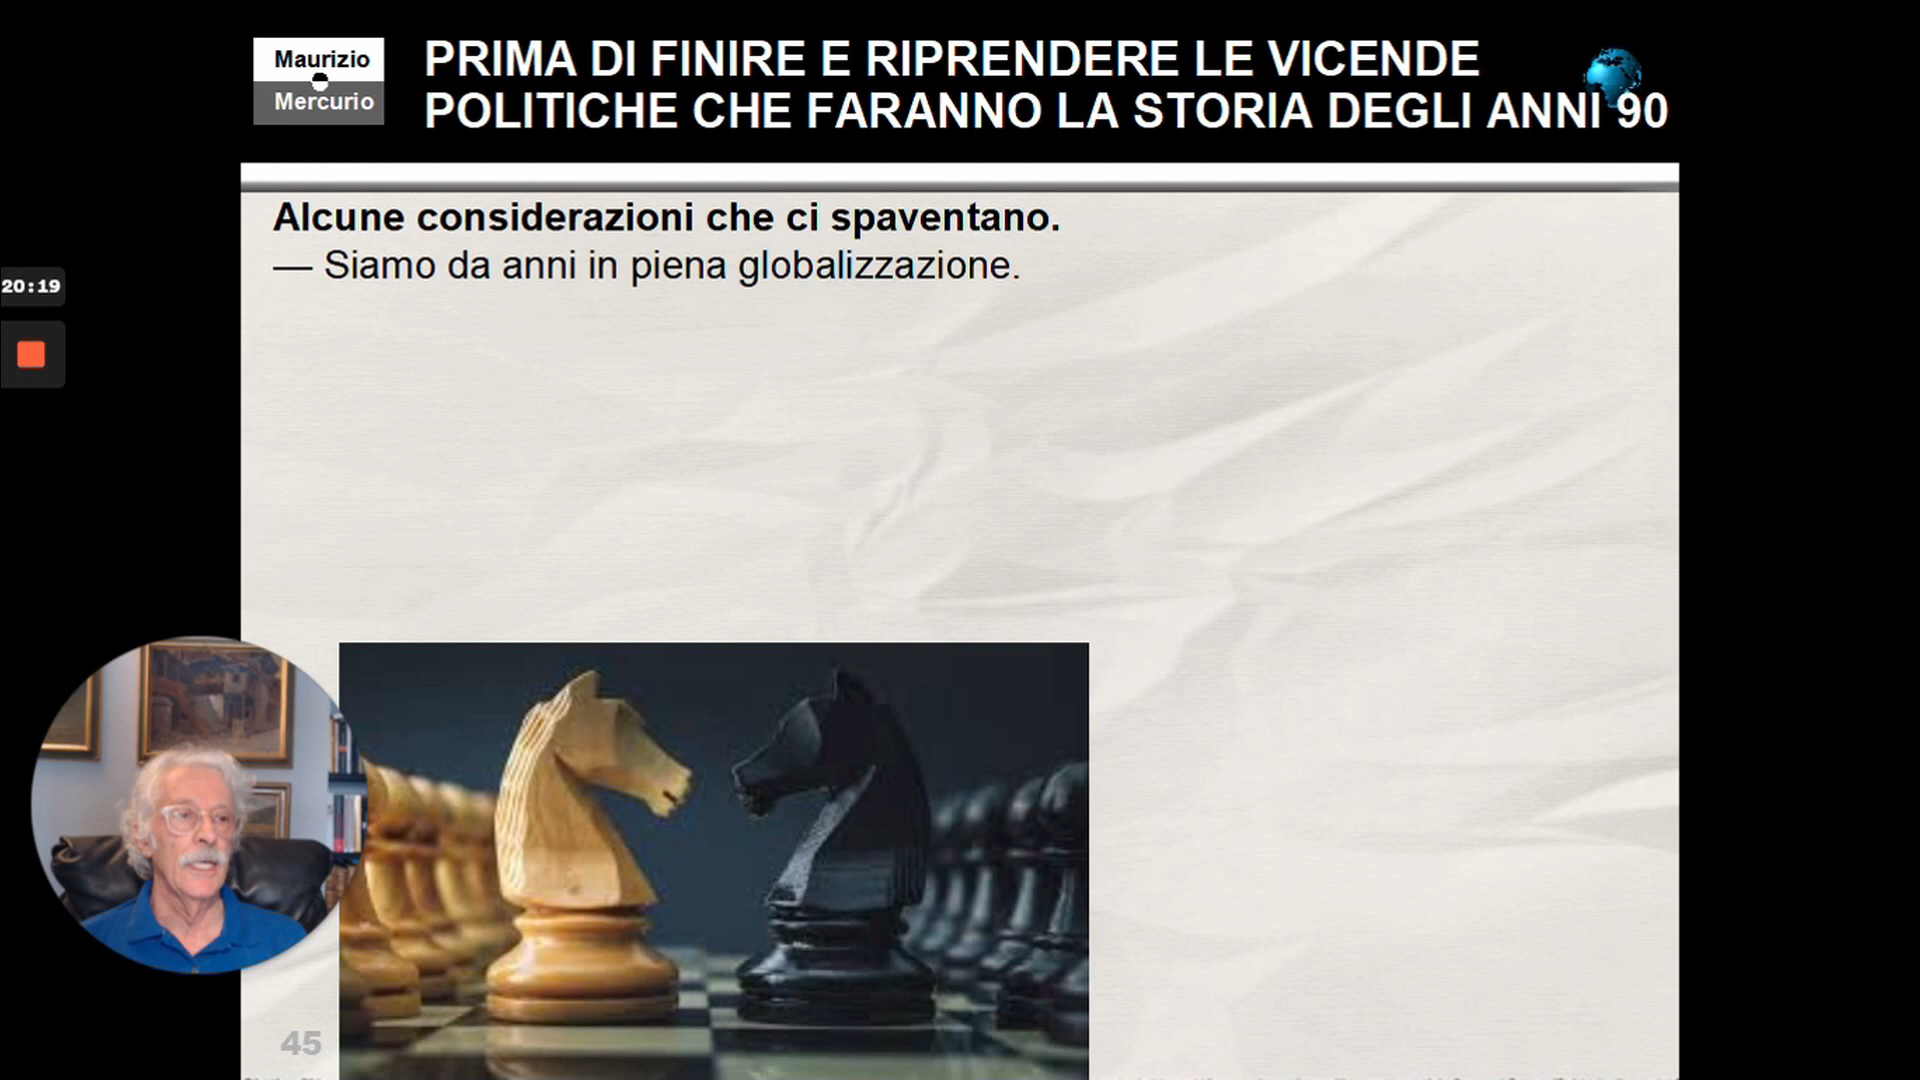 Maurizio
Mercurio
PRIMA DI FINIRE E RIPRENDERE LE VICENDE
POLITICHE CHE FARANNO LA STORIA DEGLI ANNI 90
Alcune considerazioni che ci spaventano.
— Siamo da anni in piena globalizzazione.
20:19
45